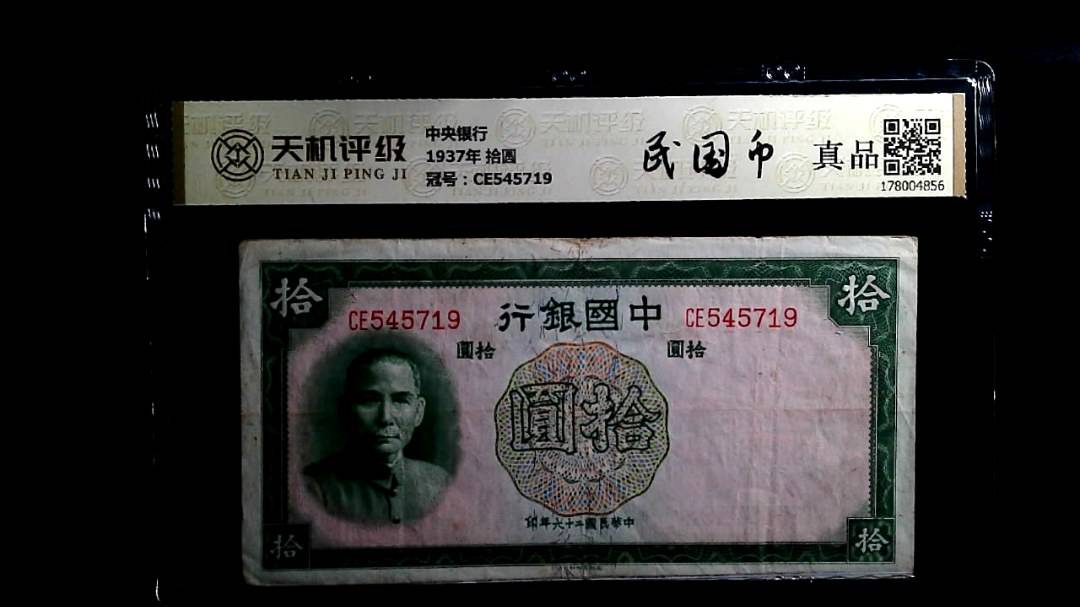 天机评级
TIAN JI PING JI
中央银行
1937年 拾圆
冠号：CE545719
民国币
真品
178004856
拾
拾
CE545719
行銀國中
CE545719
圓拾
圓拾
圓拾
印年六十二國民華中
拾
拾